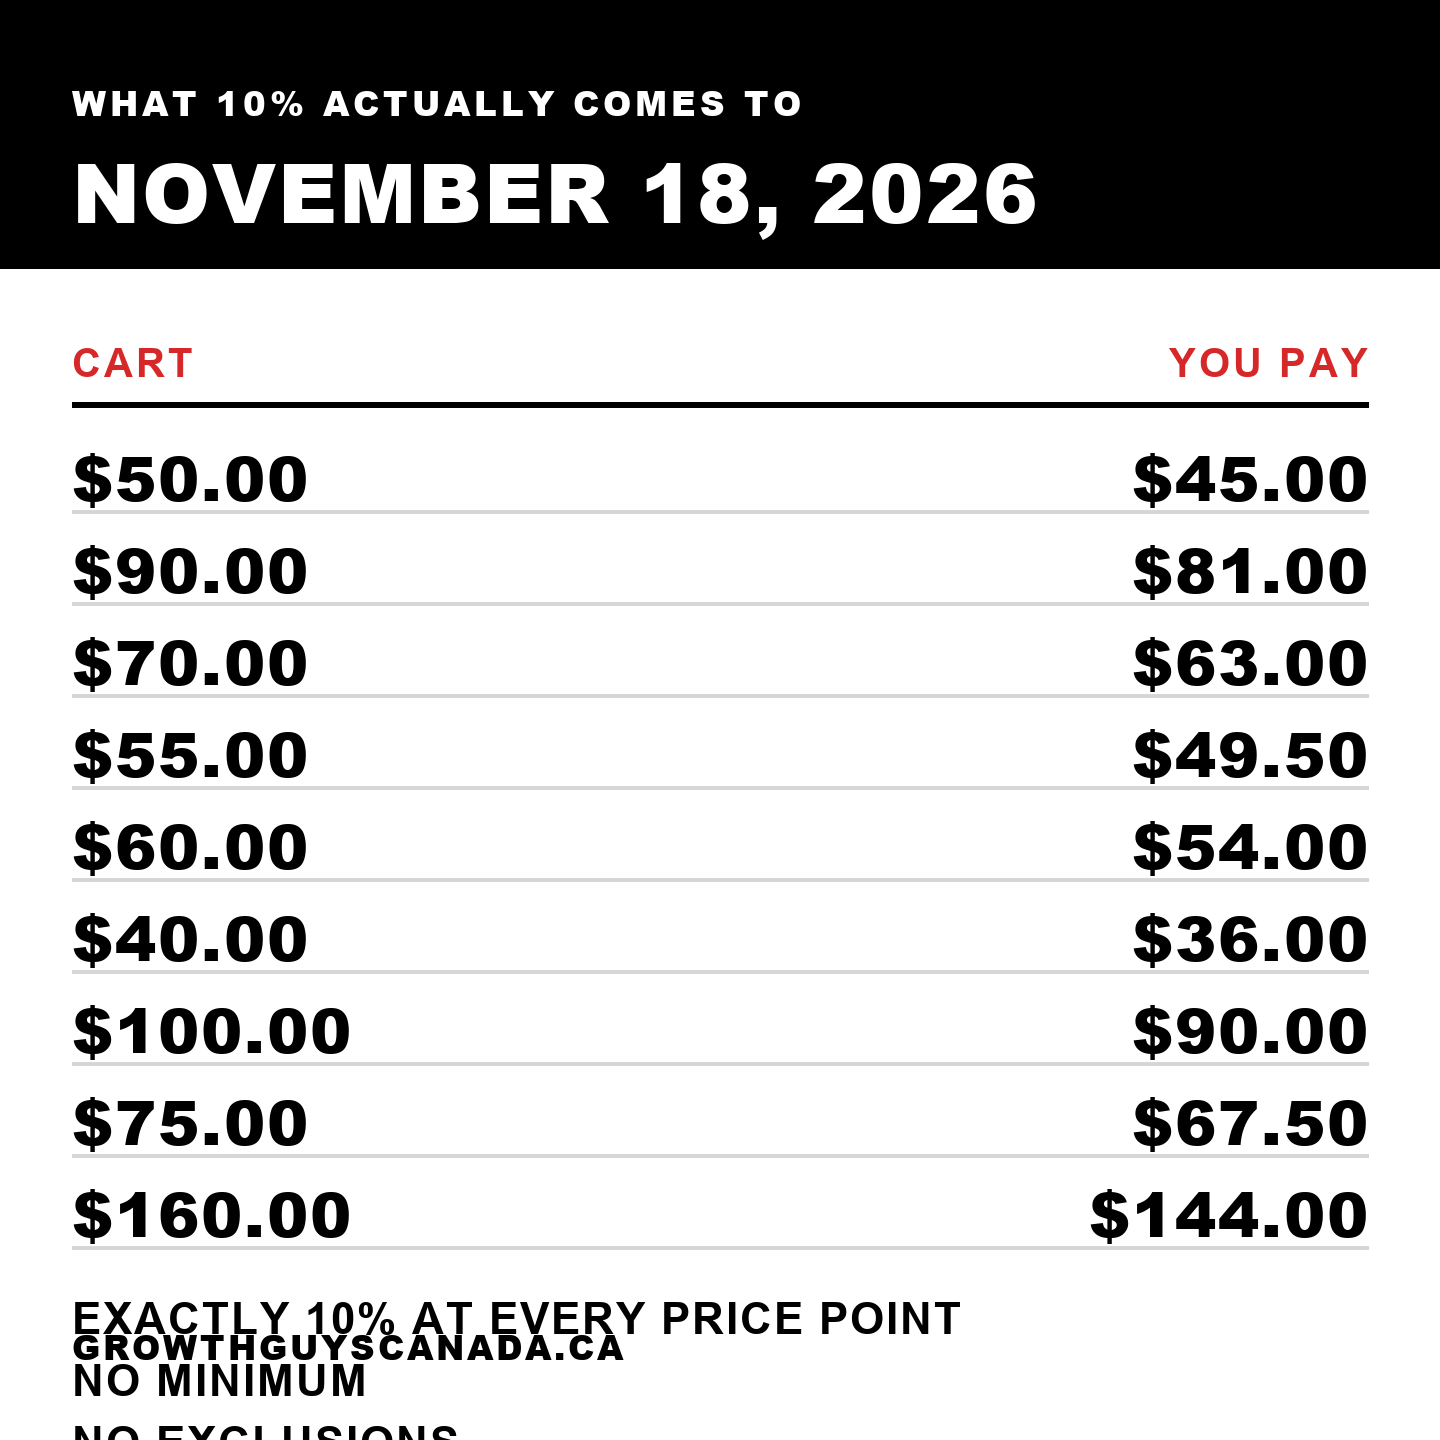 WHAT 10% ACTUALLY COMES TO
NOVEMBER 18, 2026
CART YOU PAY
$50.00 $45.00
$90.00 $81.00
$70.00 $63.00
$55.00 $49.50
$60.00 $54.00
$40.00 $36.00
$100.00 $90.00
$75.00 $67.50
$160.00 $144.00
EXACTLY 10% AT EVERY PRICE POINT
GROWTHGUYSCANADA.CA
NO MINIMUM
NO EXCLUSIONS